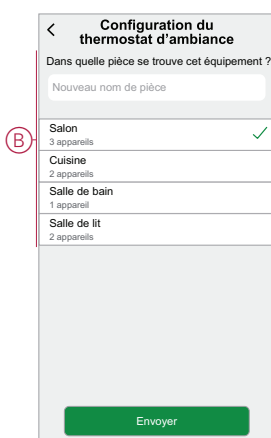 Configuration du
thermostat d'ambiance
Dans quelle pièce se trouve cet équipement ?
Nouveau nom de pièce
B
Salon
3 appareils
Cuisine
2 appareils
Salle de bain
1 appareil
Salle de lit
2 appareils
Envoyer